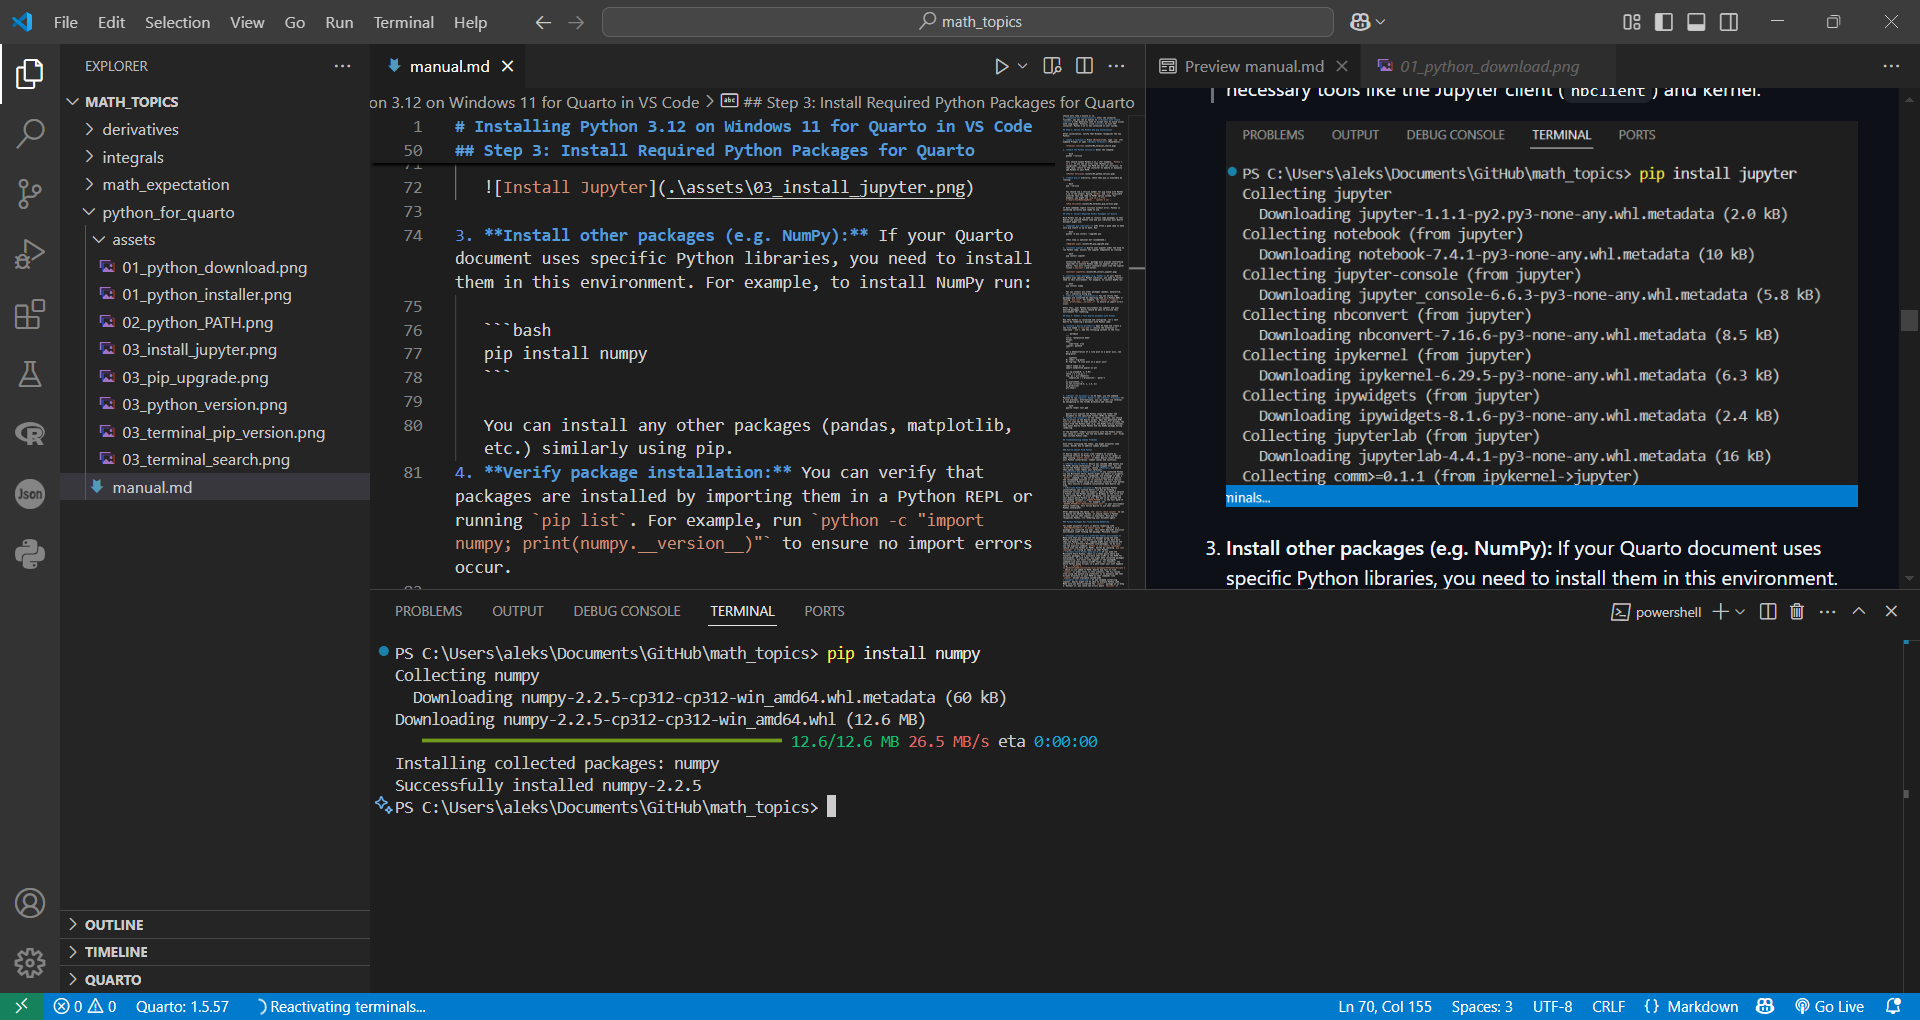 File Edit Selection View Go Run Terminal Help
math_topics
EXPLORER
MATH_TOPICS
derivatives
integrals
math_expectation
python_for_quarto
assets
01_python_download.png
01_python_installer.png
02_python_PATH.png
03_install_jupyter.png
03_pip_upgrade.png
03_python_version.png
03_terminal_pip_version.png
03_terminal_search.png
manual.md
OUTLINE
TIMELINE
QUARTO
manual.md
on 3.12 on Windows 11 for Quarto in VS Code > ## Step 3: Install Required Python Packages for Quarto
1 # Installing Python 3.12 on Windows 11 for Quarto in VS Code
50 ## Step 3: Install Required Python Packages for Quarto
72 ![Install Jupyter](.\assets\03_install_jupyter.png)
73
74 3. **Install other packages (e.g. NumPy):** If your Quarto
document uses specific Python libraries, you need to install
them in this environment. For example, to install NumPy run:
75
76 ```bash
77 pip install numpy
78 ```
79
80 You can install any other packages (pandas, matplotlib,
etc.) similarly using pip.
81 4. **Verify package installation:** You can verify that
packages are installed by importing them in a Python REPL or
running `pip list`. For example, run `python -c "import
numpy; print(numpy.__version__)"` to ensure no import errors
occur.
Preview manual.md
01_python_download.png
necessary tools like the Jupyter client ( nbclient ) and kernel.
PROBLEMS OUTPUT DEBUG CONSOLE TERMINAL PORTS
PS C:\Users\aleks\Documents\GitHub\math_topics> pip install jupyter
Collecting jupyter
Downloading jupyter-1.1.1-py2.py3-none-any.whl.metadata (2.0 kB)
Collecting notebook (from jupyter)
Downloading notebook-7.4.1-py3-none-any.whl.metadata (10 kB)
Collecting jupyter-console (from jupyter)
Downloading jupyter_console-6.6.3-py3-none-any.whl.metadata (5.8 kB)
Collecting nbconvert (from jupyter)
Downloading nbconvert-7.16.6-py3-none-any.whl.metadata (8.5 kB)
Collecting ipykernel (from jupyter)
Downloading ipykernel-6.29.5-py3-none-any.whl.metadata (6.3 kB)
Collecting ipywidgets (from jupyter)
Downloading ipywidgets-8.1.6-py3-none-any.whl.metadata (2.4 kB)
Collecting jupyterlab (from jupyter)
Downloading jupyterlab-4.4.1-py3-none-any.whl.metadata (16 kB)
Collecting comm>=0.1.1 (from ipykernel->jupyter)
minals...
3. Install other packages (e.g. NumPy): If your Quarto document uses
specific Python libraries, you need to install them in this environment.
PROBLEMS OUTPUT DEBUG CONSOLE TERMINAL PORTS
powershell
PS C:\Users\aleks\Documents\GitHub\math_topics> pip install numpy
Collecting numpy
Downloading numpy-2.2.5-cp312-cp312-win_amd64.whl.metadata (60 kB)
Downloading numpy-2.2.5-cp312-cp312-win_amd64.whl (12.6 MB)
12.6/12.6 MB 26.5 MB/s eta 0:00:00
Installing collected packages: numpy
Successfully installed numpy-2.2.5
PS C:\Users\aleks\Documents\GitHub\math_topics>
0 0 Quarto: 1.5.57 Reactivating terminals...
Ln 70, Col 155 Spaces: 3 UTF-8 CRLF {} Markdown Go Live